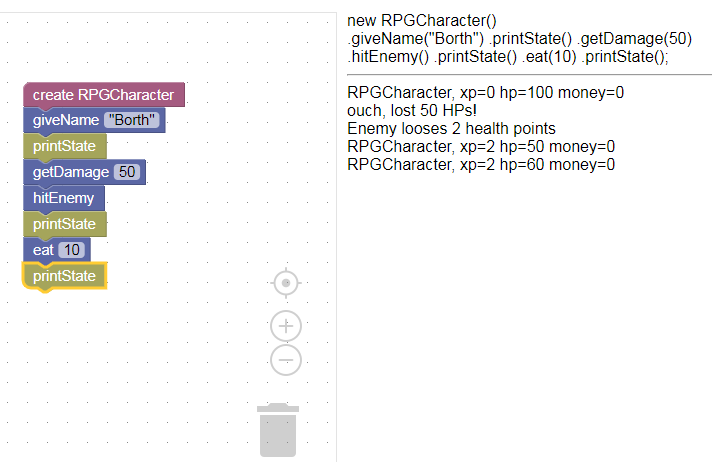 create RPGCharacter
giveName "Borth"
printState
getDamage 50
hitEnemy
printState
eat 10
printState
new RPGCharacter()
.giveName("Borth") .printState() .getDamage(50)
.hitEnemy() .printState() .eat(10) .printState();
RPGCharacter, xp=0 hp=100 money=0
ouch, lost 50 HPs!
Enemy looses 2 health points
RPGCharacter, xp=2 hp=50 money=0
RPGCharacter, xp=2 hp=60 money=0